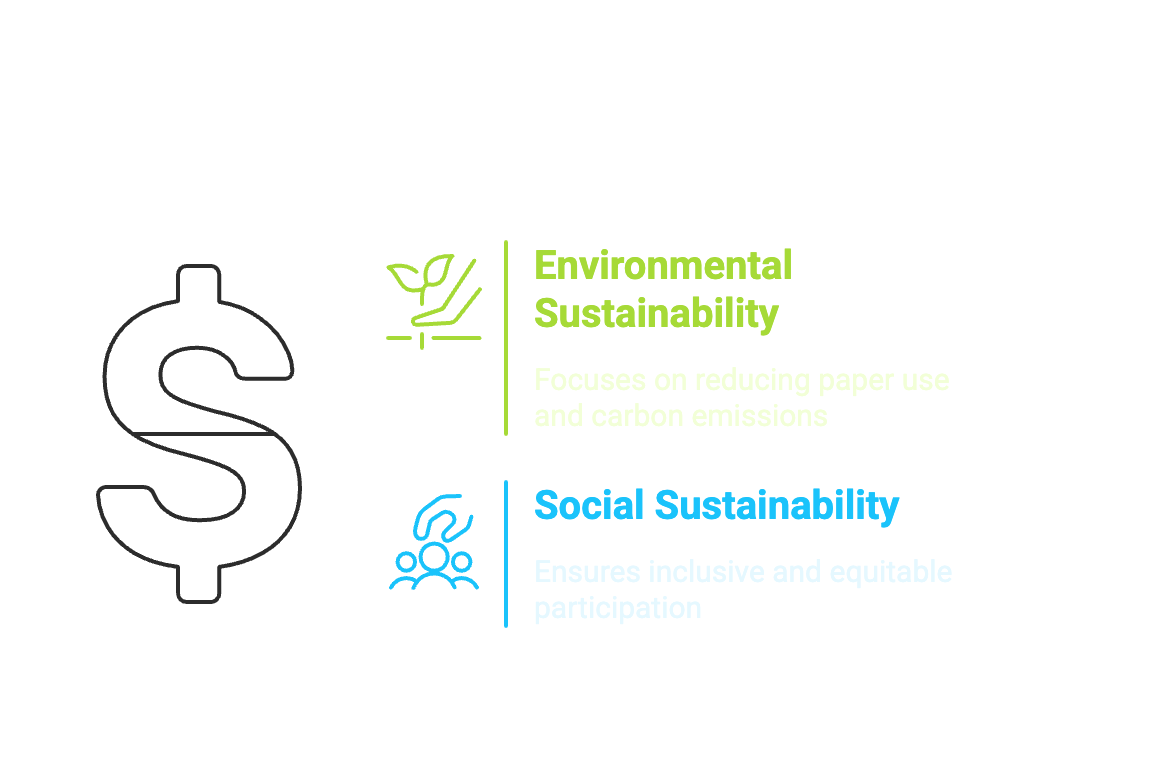 Environmental
Sustainability
Focuses on reducing paper use
and carbon emissions
Social Sustainability
Ensures inclusive and equitable
participation